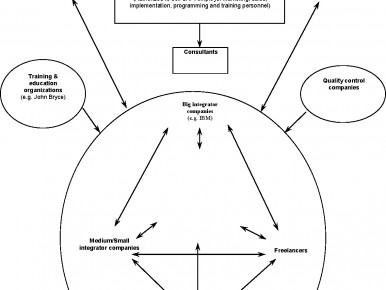 implementation, programming and training personnel)
Consultants
Training &
education
organizations
(e.g. John Bryce)
Quality control
companies
Big integrator
companies
(e.g. IBM)
Medium/Small
integrator companies
Freelancers